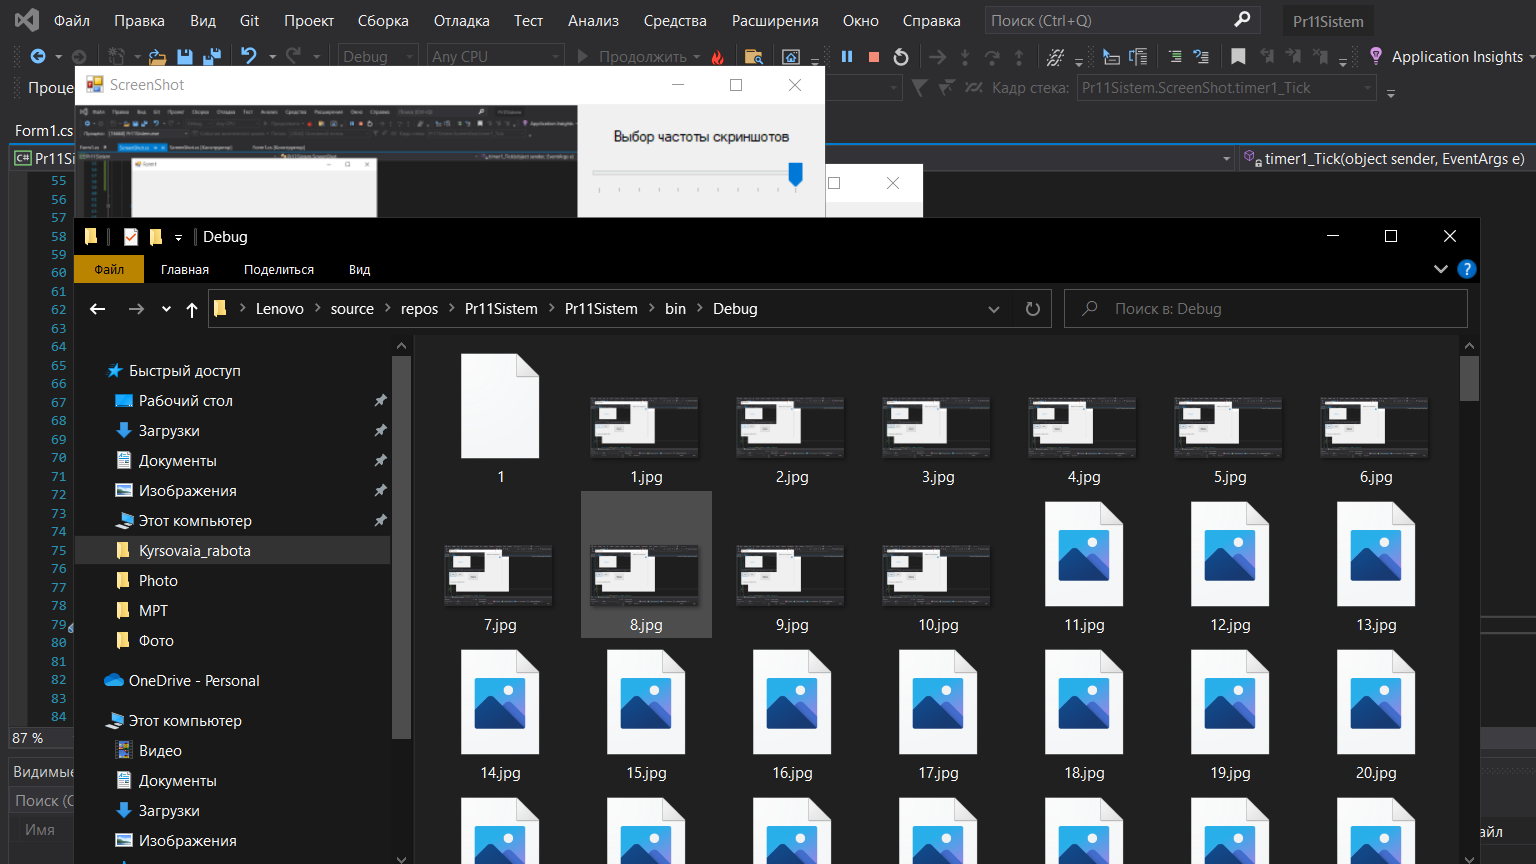 Файл Правка Вид Git Проект Сборка Отладка Тест Анализ Средства Расширения Окно Справка Поиск (Ctrl+Q) Pr11Sistem
Debug Any CPU Продолжить Application Insights
Проце
ScreenShot
Кадр стека: Pr11Sistem.ScreenShot.timer1_Tick
Form1.cs
Выбор частоты скриншотов
Pr11Si
timer1_Tick(object sender, EventArgs e)
55
56
57
58
59
60
61
62
63
64
65
66
67
68
69
70
71
72
73
74
75
76
77
78
79
80
81
82
83
84
87 %
Видимые
Поиск (C
Имя
айл
Debug
Файл Главная Поделиться Вид
Lenovo source repos Pr11Sistem Pr11Sistem bin Debug
Поиск в: Debug
Быстрый доступ
Рабочий стол
Загрузки
Документы
Изображения
Этот компьютер
Kyrsovaia_rabota
Photo
МРТ
Фото
OneDrive - Personal
Этот компьютер
Видео
Документы
Загрузки
Изображения
1 1.jpg 2.jpg 3.jpg 4.jpg 5.jpg 6.jpg
7.jpg 8.jpg 9.jpg 10.jpg 11.jpg 12.jpg 13.jpg
14.jpg 15.jpg 16.jpg 17.jpg 18.jpg 19.jpg 20.jpg